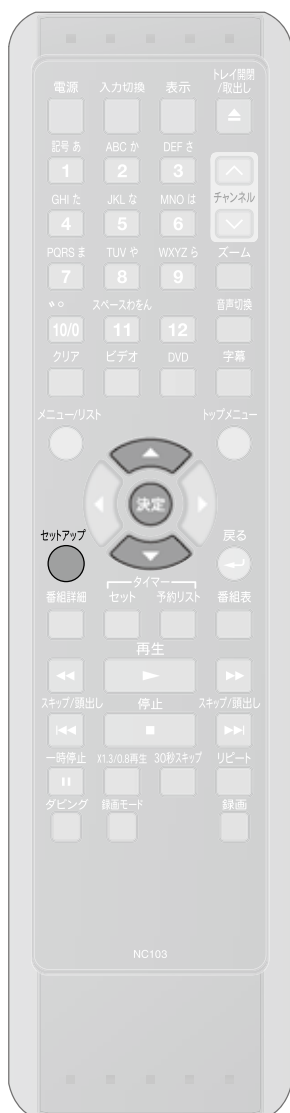 電源 入力切換 表示 トレイ開閉/取出し
記号 あ ABC か DEF さ
1 2 3
GHI た JKL な MNO は チャンネル
4 5 6
PQRS ま TUV や WXYZ ら ズーム
7 8 9
゛゜ スペースわをん 音声切換
10/0 11 12
クリア ビデオ DVD 字幕
メニュー/リスト トップメニュー
決定
セットアップ 戻る
タイマー
番組詳細 セット 予約リスト 番組表
再生
スキップ/頭出し 停止 スキップ/頭出し
一時停止 X1.3/0.8再生 30秒スキップ リピート
ダビング 録画モード 録画
NC103